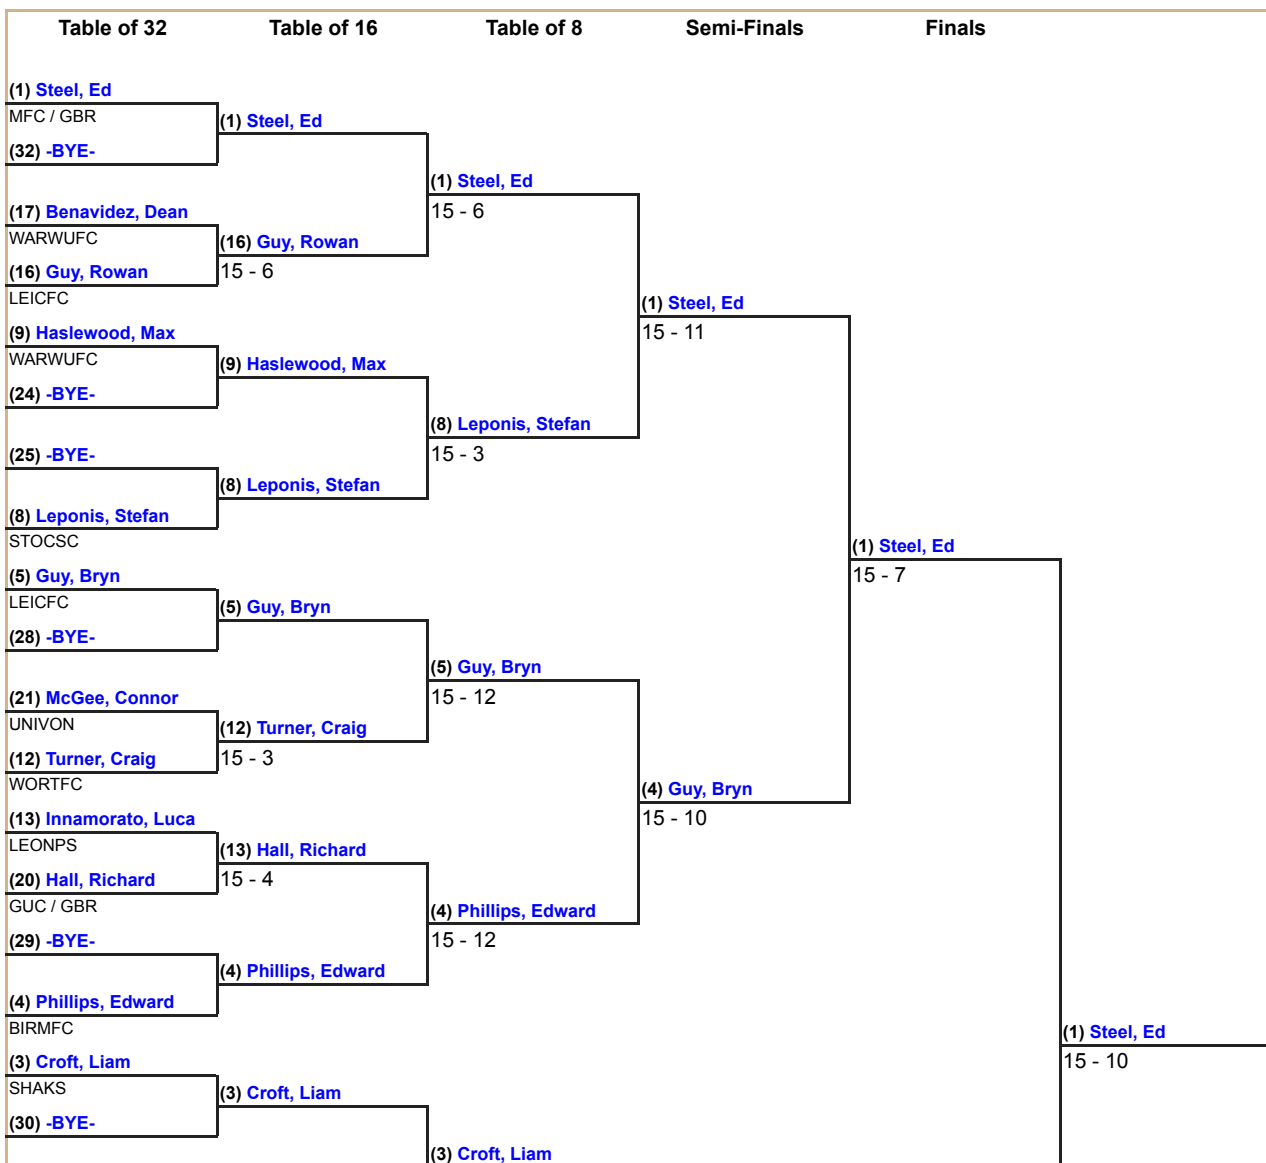 Table of 32 Table of 16 Table of 8 Semi-Finals Finals
(1) Steel, Ed
MFC / GBR
(1) Steel, Ed
(32) -BYE-
(1) Steel, Ed
(17) Benavidez, Dean
15 - 6
WARWUFC
(16) Guy, Rowan
(16) Guy, Rowan
15 - 6
LEICFC
(1) Steel, Ed
(9) Haslewood, Max
15 - 11
WARWUFC
(9) Haslewood, Max
(24) -BYE-
(8) Leponis, Stefan
(25) -BYE-
15 - 3
(8) Leponis, Stefan
(8) Leponis, Stefan
STOCSC
(1) Steel, Ed
(5) Guy, Bryn
15 - 7
LEICFC
(5) Guy, Bryn
(28) -BYE-
(5) Guy, Bryn
(21) McGee, Connor
15 - 12
UNIVON
(12) Turner, Craig
(12) Turner, Craig
15 - 3
WORTFC
(4) Guy, Bryn
(13) Innamorato, Luca
15 - 10
LEONPS
(13) Hall, Richard
(20) Hall, Richard
15 - 4
GUC / GBR
(4) Phillips, Edward
(29) -BYE-
15 - 12
(4) Phillips, Edward
(4) Phillips, Edward
BIRMFC
(1) Steel, Ed
(3) Croft, Liam
15 - 10
SHAKS
(3) Croft, Liam
(30) -BYE-
(3) Croft, Liam